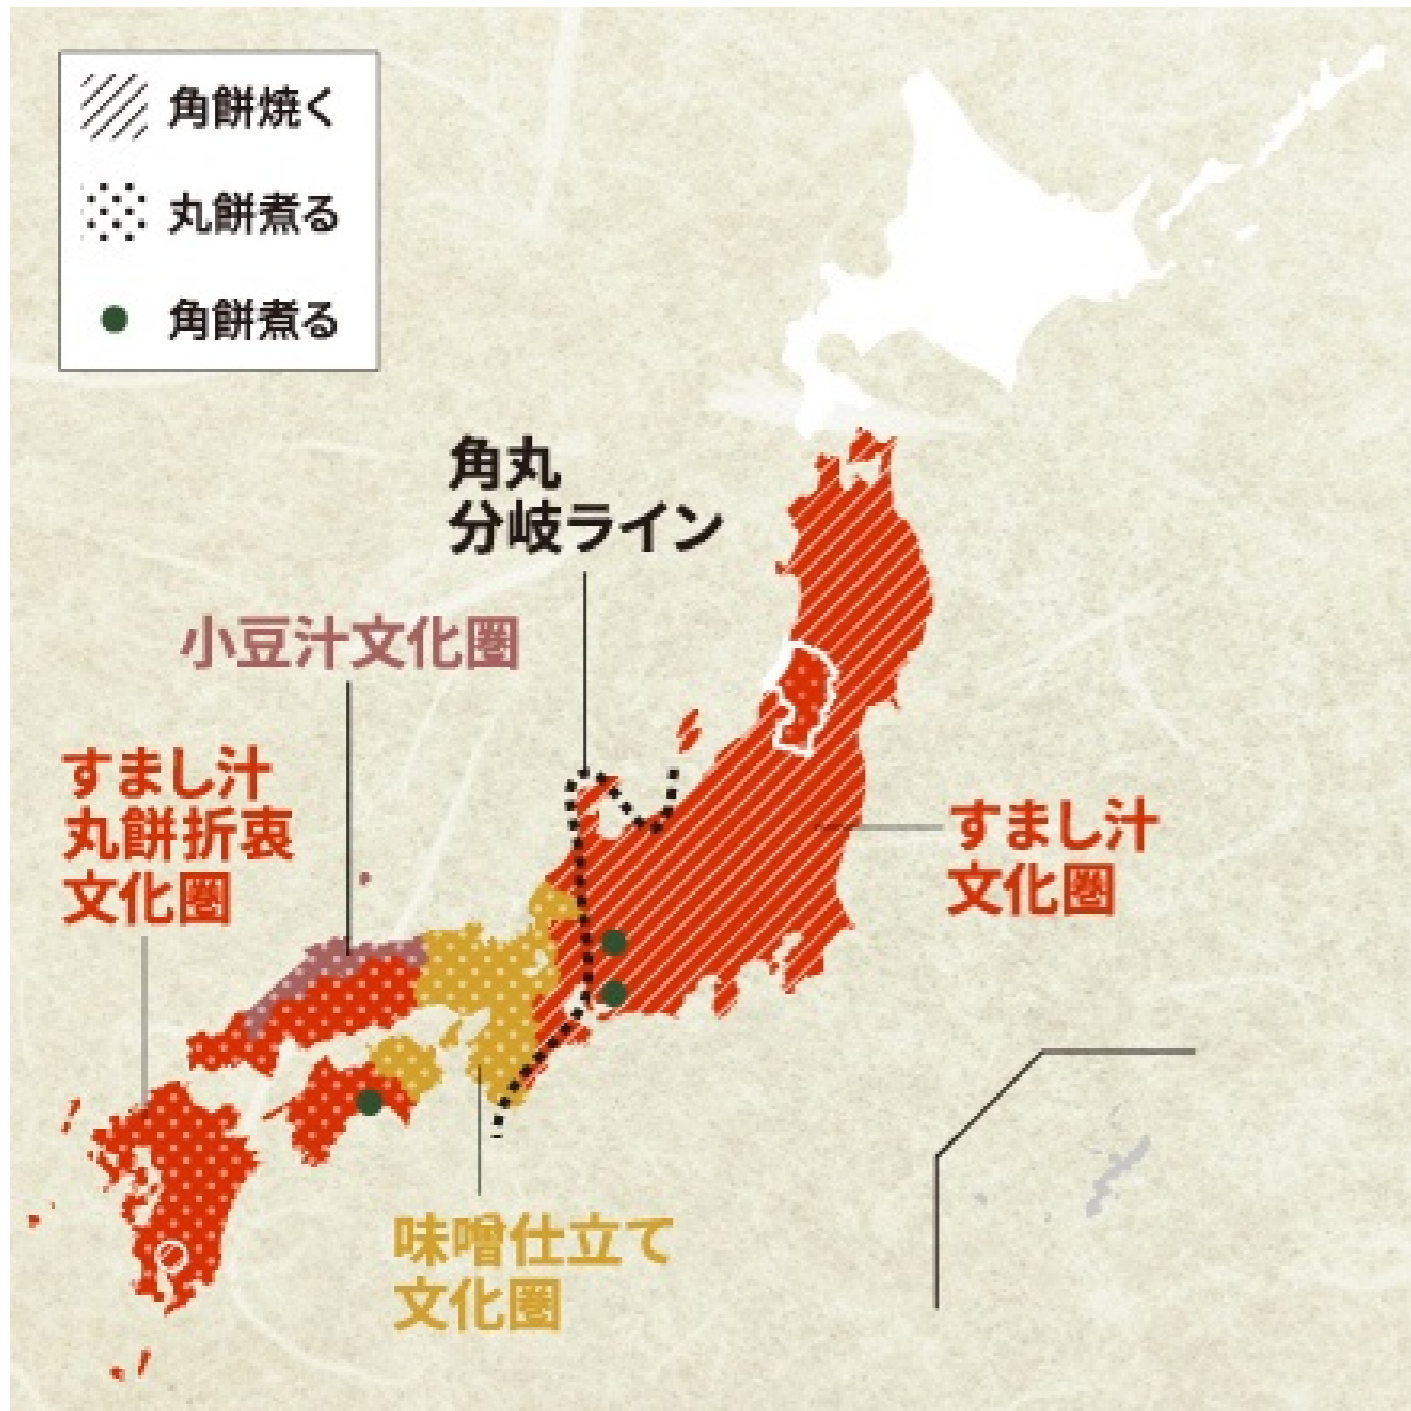 角餅焼く
丸餅煮る
角餅煮る
角丸
分岐ライン
小豆汁文化圏
すまし汁
丸餅折衷
文化圏
すまし汁
文化圏
味噌仕立て
文化圏